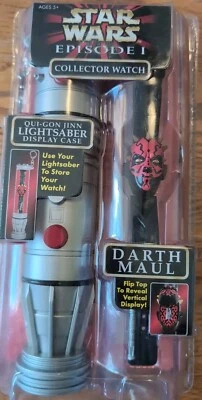 AGES 5+
STAR
WARS
EPISODE I
COLLECTOR WATCH
QUI-GON JINN
LIGHTSABER
DISPLAY CASE
Use Your
Lightsaber
To Store
Your
Watch!
DARTH
MAUL
Flip Top
To Reveal
Vertical
Display!